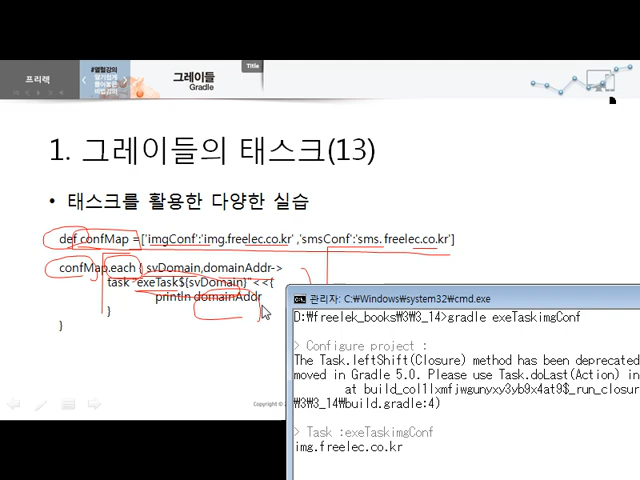 프리렉
#열혈강의
그레이들
Gradle
Title
1. 그레이들의 태스크(13)
• 태스크를 활용한 다양한 실습
def confMap = ['imgConf':'img.freelec.co.kr' ,'smsConf':'sms. freelec.co.kr']
confMap.each { svDomain,domainAddr->
task "exeTask${svDomain}"<<{
println domainAddr
}
}
관리자: C:₩Windows₩system32₩cmd.exe
D:₩freelek_books₩3₩3_14>gradle exeTaskimgConf
> Configure project :
The Task.leftShift(Closure) method has been deprecated
moved in Gradle 5.0. Please use Task.doLast(Action) in
at build_col1lxmfjwgunyxy3yb9x4at9$_run_closur
₩3₩3_14₩build.gradle:4)
> Task :exeTaskimgConf
img.freelec.co.kr
Copyright ©